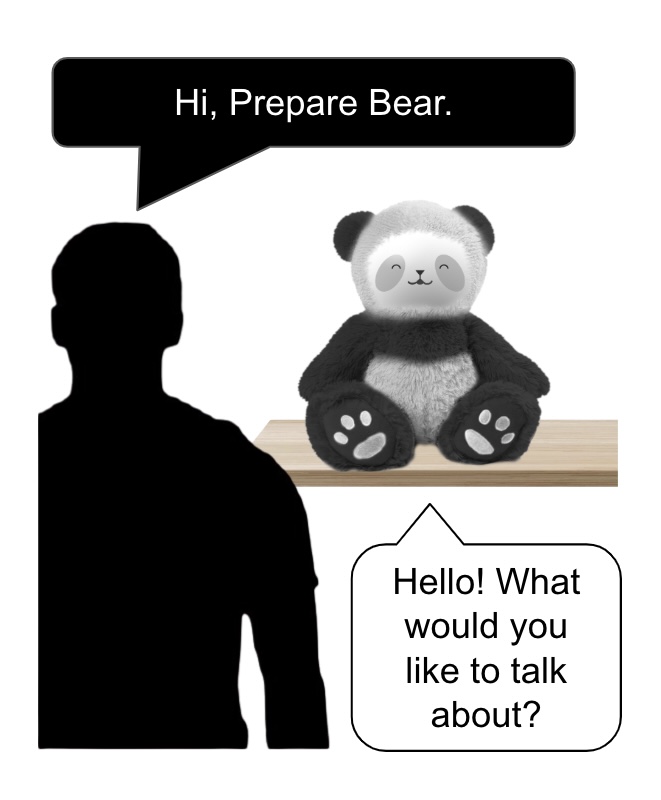 Hi, Prepare Bear.
Hello! What
would you
like to talk
about?